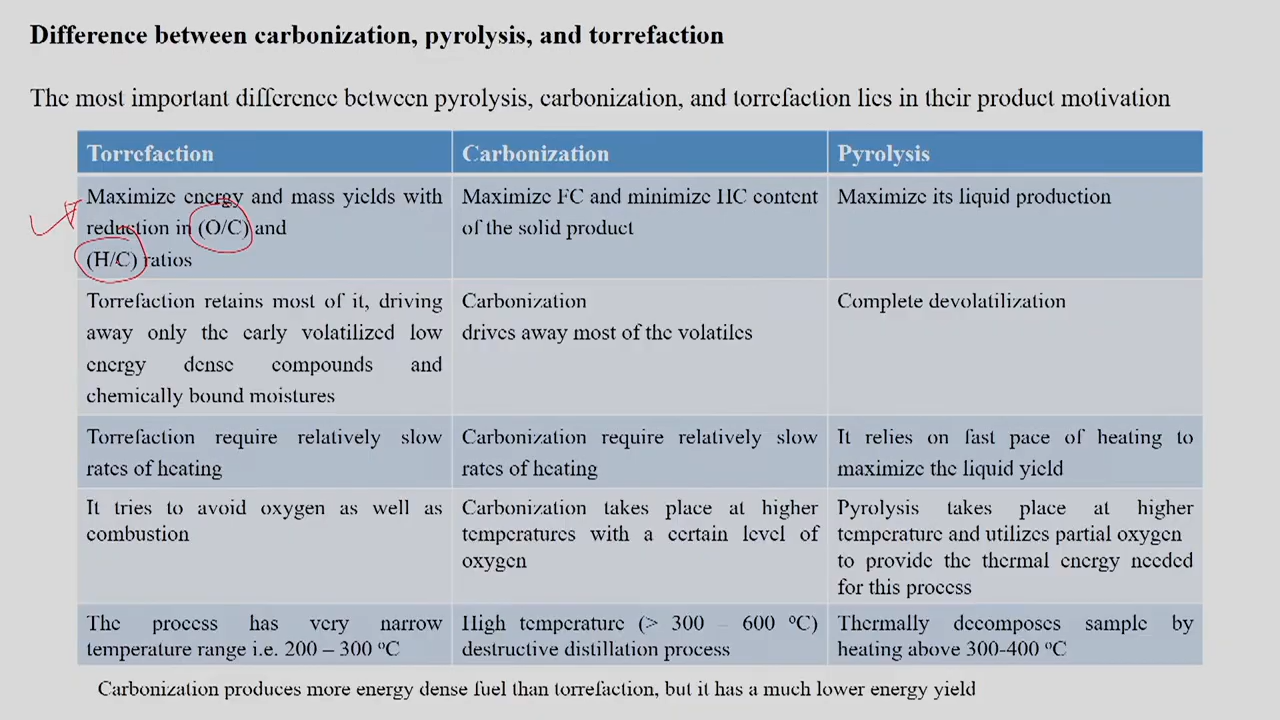 Difference between carbonization, pyrolysis, and torrefaction
The most important difference between pyrolysis, carbonization, and torrefaction lies in their product motivation
Torrefaction
Carbonization
Pyrolysis
Maximize energy and mass yields with
reduction in (O/C) and
(H/C) ratios
Maximize FC and minimize HC content
of the solid product
Maximize its liquid production
Torrefaction retains most of it, driving
away only the early volatilized low
energy dense compounds and
chemically bound moistures
Carbonization
drives away most of the volatiles
Complete devolatilization
Torrefaction require relatively slow
rates of heating
Carbonization require relatively slow
rates of heating
It relies on fast pace of heating to
maximize the liquid yield
It tries to avoid oxygen as well as
combustion
Carbonization takes place at higher
temperatures with a certain level of
oxygen
Pyrolysis takes place at higher
temperature and utilizes partial oxygen
to provide the thermal energy needed
for this process
The process has very narrow
temperature range i.e. 200 – 300 ºC
High temperature (> 300 – 600 ºC)
destructive distillation process
Thermally decomposes sample by
heating above 300-400 ºC
Carbonization produces more energy dense fuel than torrefaction, but it has a much lower energy yield